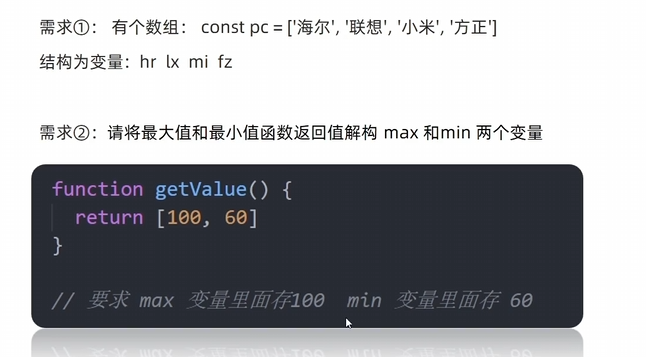 需求①： 有个数组： const pc = ['海尔', '联想', '小米', '方正']
结构为变量：hr lx mi fz
需求②：请将最大值和最小值函数返回值解构 max 和min 两个变量
function getValue() {
return [100, 60]
}
// 要求 max 变量里面存100 min 变量里面存 60